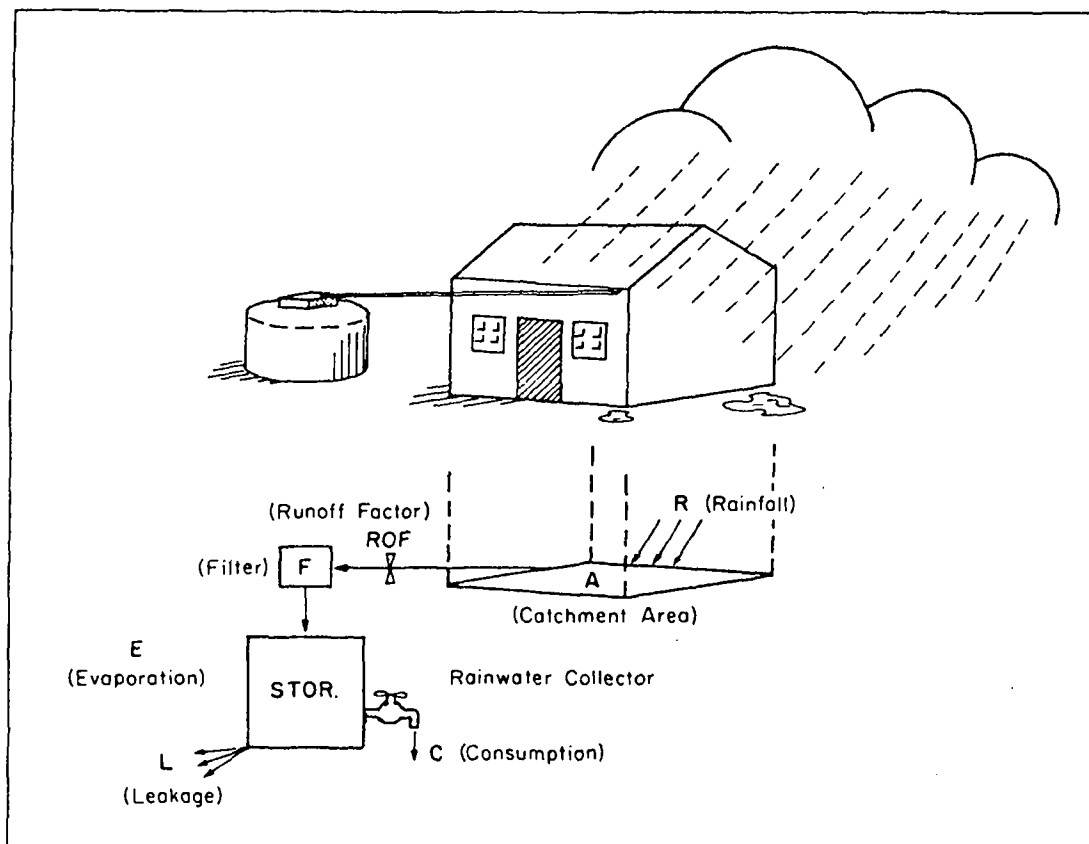 R (Rainfall)
(Runoff Factor)
ROF
(Filter)
F
A
(Catchment Area)
E
(Evaporation)
STOR.
Rainwater Collector
C (Consumption)
L
(Leakage)